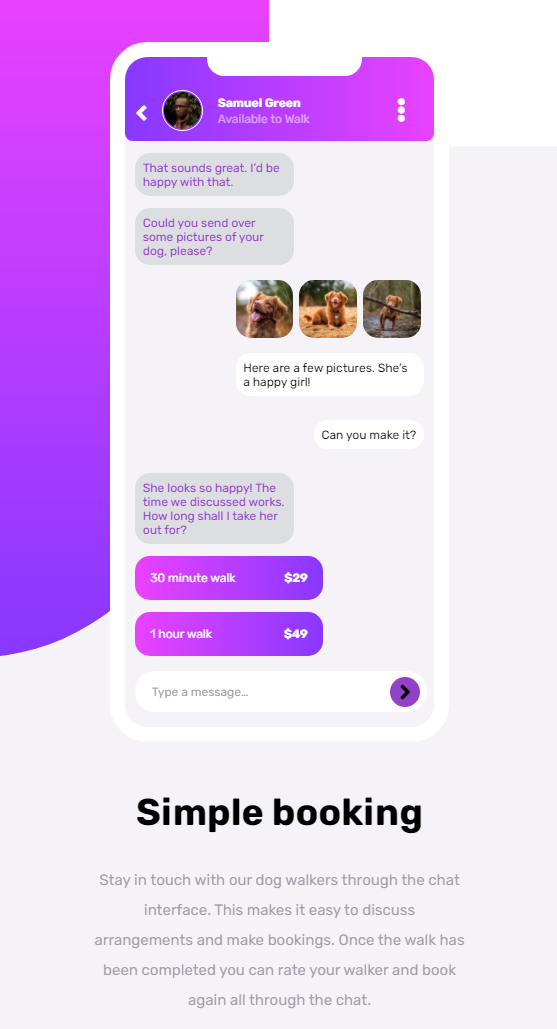 Samuel Green
Available to Walk
That sounds great. I’d be
happy with that.
Could you send over
some pictures of your
dog, please?
Here are a few pictures. She’s
a happy girl!
Can you make it?
She looks so happy! The
time we discussed works.
How long shall I take her
out for?
30 minute walk $29
1 hour walk $49
Type a message…
Simple booking
Stay in touch with our dog walkers through the chat
interface. This makes it easy to discuss
arrangements and make bookings. Once the walk has
been completed you can rate your walker and book
again all through the chat.